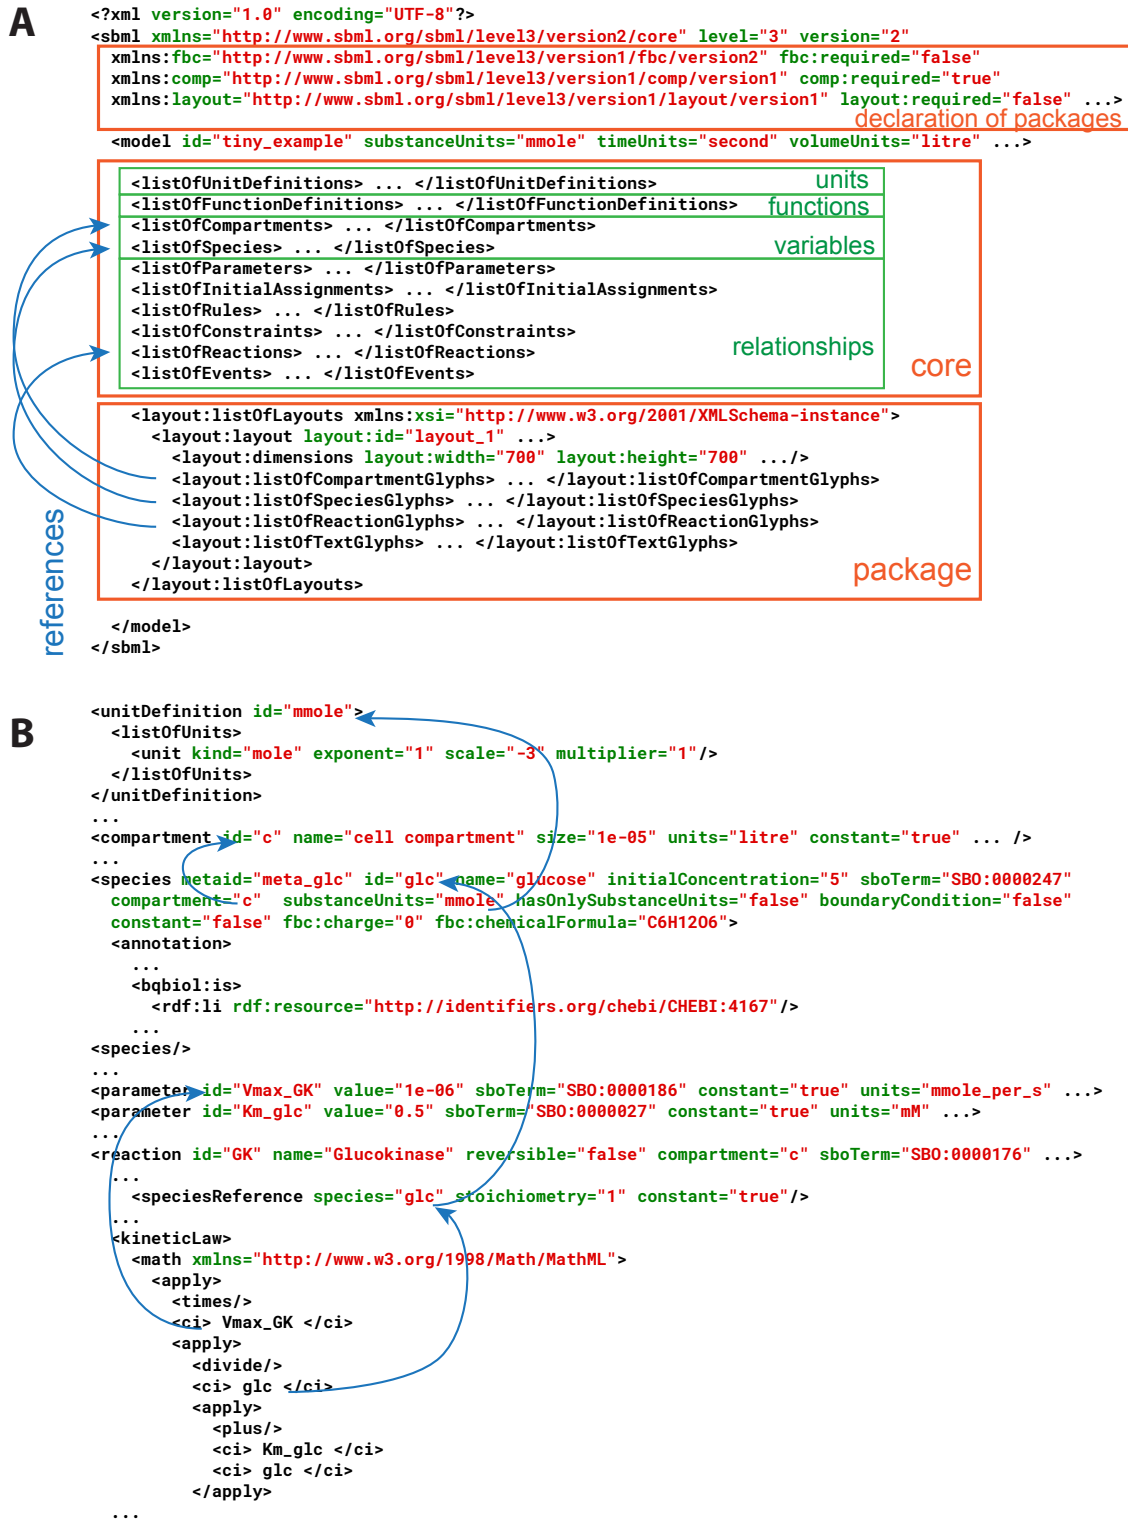 A
<?xml version="1.0" encoding="UTF-8"?>
<sbml xmlns="http://www.sbml.org/sbml/level3/version2/core" level="3" version="2"
xmlns:fbc="http://www.sbml.org/sbml/level3/version1/fbc/version2" fbc:required="false"
xmlns:comp="http://www.sbml.org/sbml/level3/version1/comp/version1" comp:required="true"
xmlns:layout="http://www.sbml.org/sbml/level3/version1/layout/version1" layout:required="false" ...>
declaration of packages
<model id="tiny_example" substanceUnits="mmole" timeUnits="second" volumeUnits="litre" ...>
<listOfUnitDefinitions> ... </listOfUnitDefinitions> units
<listOfFunctionDefinitions> ... </listOfFunctionDefinitions> functions
<listOfCompartments> ... </listOfCompartments>
<listOfSpecies> ... </listOfSpecies> variables
<listOfParameters> ... </listOfParameters>
<listOfInitialAssignments> ... </listOfInitialAssignments>
<listOfRules> ... </listOfRules>
<listOfConstraints> ... </listOfConstraints>
<listOfReactions> ... </listOfReactions> relationships
<listOfEvents> ... </listOfEvents> core
<layout:listOfLayouts xmlns:xsi="http://www.w3.org/2001/XMLSchema-instance">
<layout:layout layout:id="layout_1" ...>
<layout:dimensions layout:width="700" layout:height="700" .../>
<layout:listOfCompartmentGlyphs> ... </layout:listOfCompartmentGlyphs>
<layout:listOfSpeciesGlyphs> ... </layout:listOfSpeciesGlyphs>
<layout:listOfReactionGlyphs> ... </layout:listOfReactionGlyphs>
<layout:listOfTextGlyphs> ... </layout:listOfTextGlyphs>
</layout:layout>
</layout:listOfLayouts> package
references
</model>
</sbml>
B
<unitDefinition id="mmole">
<listOfUnits>
<unit kind="mole" exponent="1" scale="-3" multiplier="1"/>
</listOfUnits>
</unitDefinition>
...
<compartment id="c" name="cell compartment" size="1e-05" units="litre" constant="true" ... />
...
<species metaid="meta_glc" id="glc" name="glucose" initialConcentration="5" sboTerm="SBO:0000247"
compartment="c" substanceUnits="mmole" hasOnlySubstanceUnits="false" boundaryCondition="false"
constant="false" fbc:charge="0" fbc:chemicalFormula="C6H12O6">
<annotation>
...
<bqbiol:is>
<rdf:li rdf:resource="http://identifiers.org/chebi/CHEBI:4167"/>
...
<species/>
...
<parameter id="Vmax_GK" value="1e-06" sboTerm="SBO:0000186" constant="true" units="mmole_per_s" ...>
<parameter id="Km_glc" value="0.5" sboTerm="SBO:0000027" constant="true" units="mM" ...>
...
<reaction id="GK" name="Glucokinase" reversible="false" compartment="c" sboTerm="SBO:0000176" ...>
...
<speciesReference species="glc" stoichiometry="1" constant="true"/>
...
<kineticLaw>
<math xmlns="http://www.w3.org/1998/Math/MathML">
<apply>
<times/>
<ci> Vmax_GK </ci>
<apply>
<divide/>
<ci> glc </ci>
<apply>
<plus/>
<ci> Km_glc </ci>
<ci> glc </ci>
</apply>
...